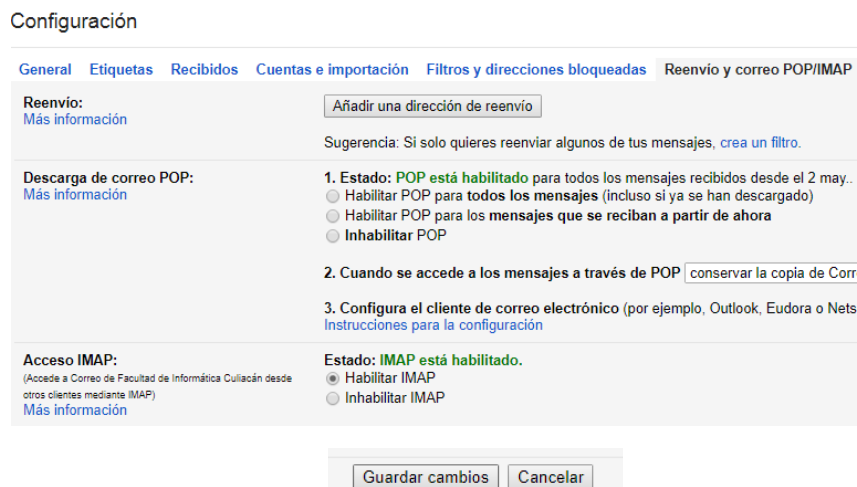 Configuración
General Etiquetas Recibidos Cuentas e importación Filtros y direcciones bloqueadas Reenvío y correo POP/IMAP
Reenvío:
Más información
Añadir una dirección de reenvío
Sugerencia: Si solo quieres reenviar algunos de tus mensajes, crea un filtro.
Descarga de correo POP:
Más información
1. Estado: POP está habilitado para todos los mensajes recibidos desde el 2 may..
Habilitar POP para todos los mensajes (incluso si ya se han descargado)
Habilitar POP para los mensajes que se reciban a partir de ahora
Inhabilitar POP
2. Cuando se accede a los mensajes a través de POP conservar la copia de Corr
3. Configura el cliente de correo electrónico (por ejemplo, Outlook, Eudora o Nets
Instrucciones para la configuración
Acceso IMAP:
(Accede a Correo de Facultad de Informática Culiacán desde
otros clientes mediante IMAP)
Más información
Estado: IMAP está habilitado.
Habilitar IMAP
Inhabilitar IMAP
Guardar cambios Cancelar